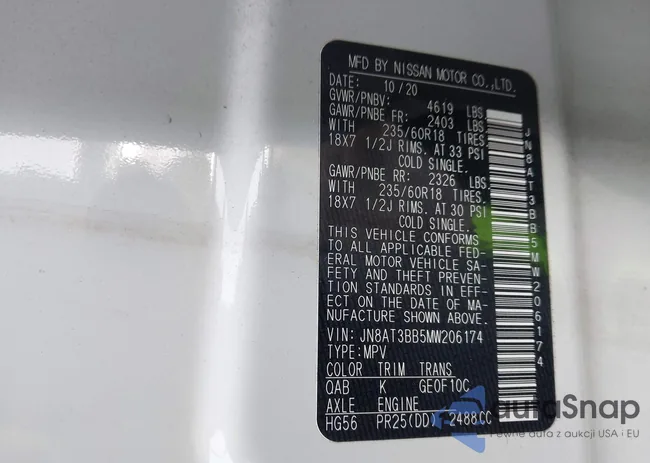 MFD BY NISSAN MOTOR CO.,LTD.
DATE: 10/20
GVWR/PNBV: 4619 LBS.
GAWR/PNBE FR: 2403 LBS.
WITH 235/60R18 TIRES.
18X7 1/2J RIMS. AT 33 PSI
COLD SINGLE.
GAWR/PNBE RR: 2326 LBS.
WITH 235/60R18 TIRES.
18X7 1/2J RIMS. AT 30 PSI
COLD SINGLE.
THIS VEHICLE CONFORMS
TO ALL APPLICABLE FED-
ERAL MOTOR VEHICLE SA-
FETY AND THEFT PREVEN-
TION STANDARDS IN EFF-
ECT ON THE DATE OF MA-
NUFACTURE SHOWN ABOVE.
VIN: JN8AT3BB5MW206174
TYPE:MPV
COLOR TRIM TRANS
QAB K GE0F10C
AXLE ENGINE
HG56 PR25(DD) 2488CC
JN8AT3BB5MW206174
auraSnap
Pewne auta z aukcji USA i EU